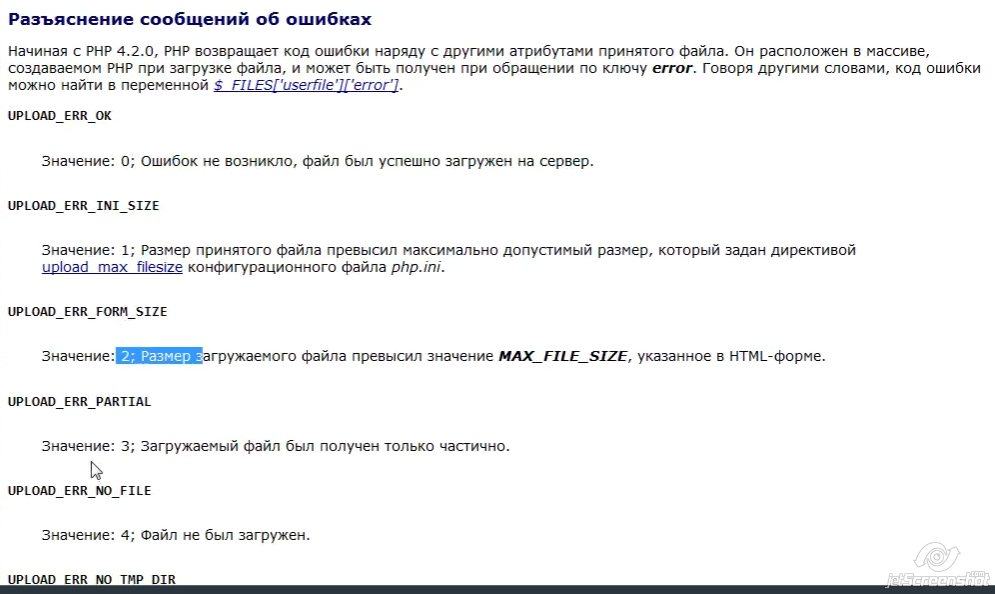 Разъяснение сообщений об ошибках
Начиная с PHP 4.2.0, PHP возвращает код ошибки наряду с другими атрибутами принятого файла. Он расположен в массиве,
создаваемом PHP при загрузке файла, и может быть получен при обращении по ключу error. Говоря другими словами, код ошибки
можно найти в переменной $_FILES['userfile']['error'].
UPLOAD_ERR_OK
Значение: 0; Ошибок не возникло, файл был успешно загружен на сервер.
UPLOAD_ERR_INI_SIZE
Значение: 1; Размер принятого файла превысил максимально допустимый размер, который задан директивой
upload_max_filesize конфигурационного файла php.ini.
UPLOAD_ERR_FORM_SIZE
Значение: 2; Размер загружаемого файла превысил значение MAX_FILE_SIZE, указанное в HTML-форме.
UPLOAD_ERR_PARTIAL
Значение: 3; Загружаемый файл был получен только частично.
UPLOAD_ERR_NO_FILE
Значение: 4; Файл не был загружен.
UPLOAD_ERR_NO_TMP_DIR
jetScreenshot.com